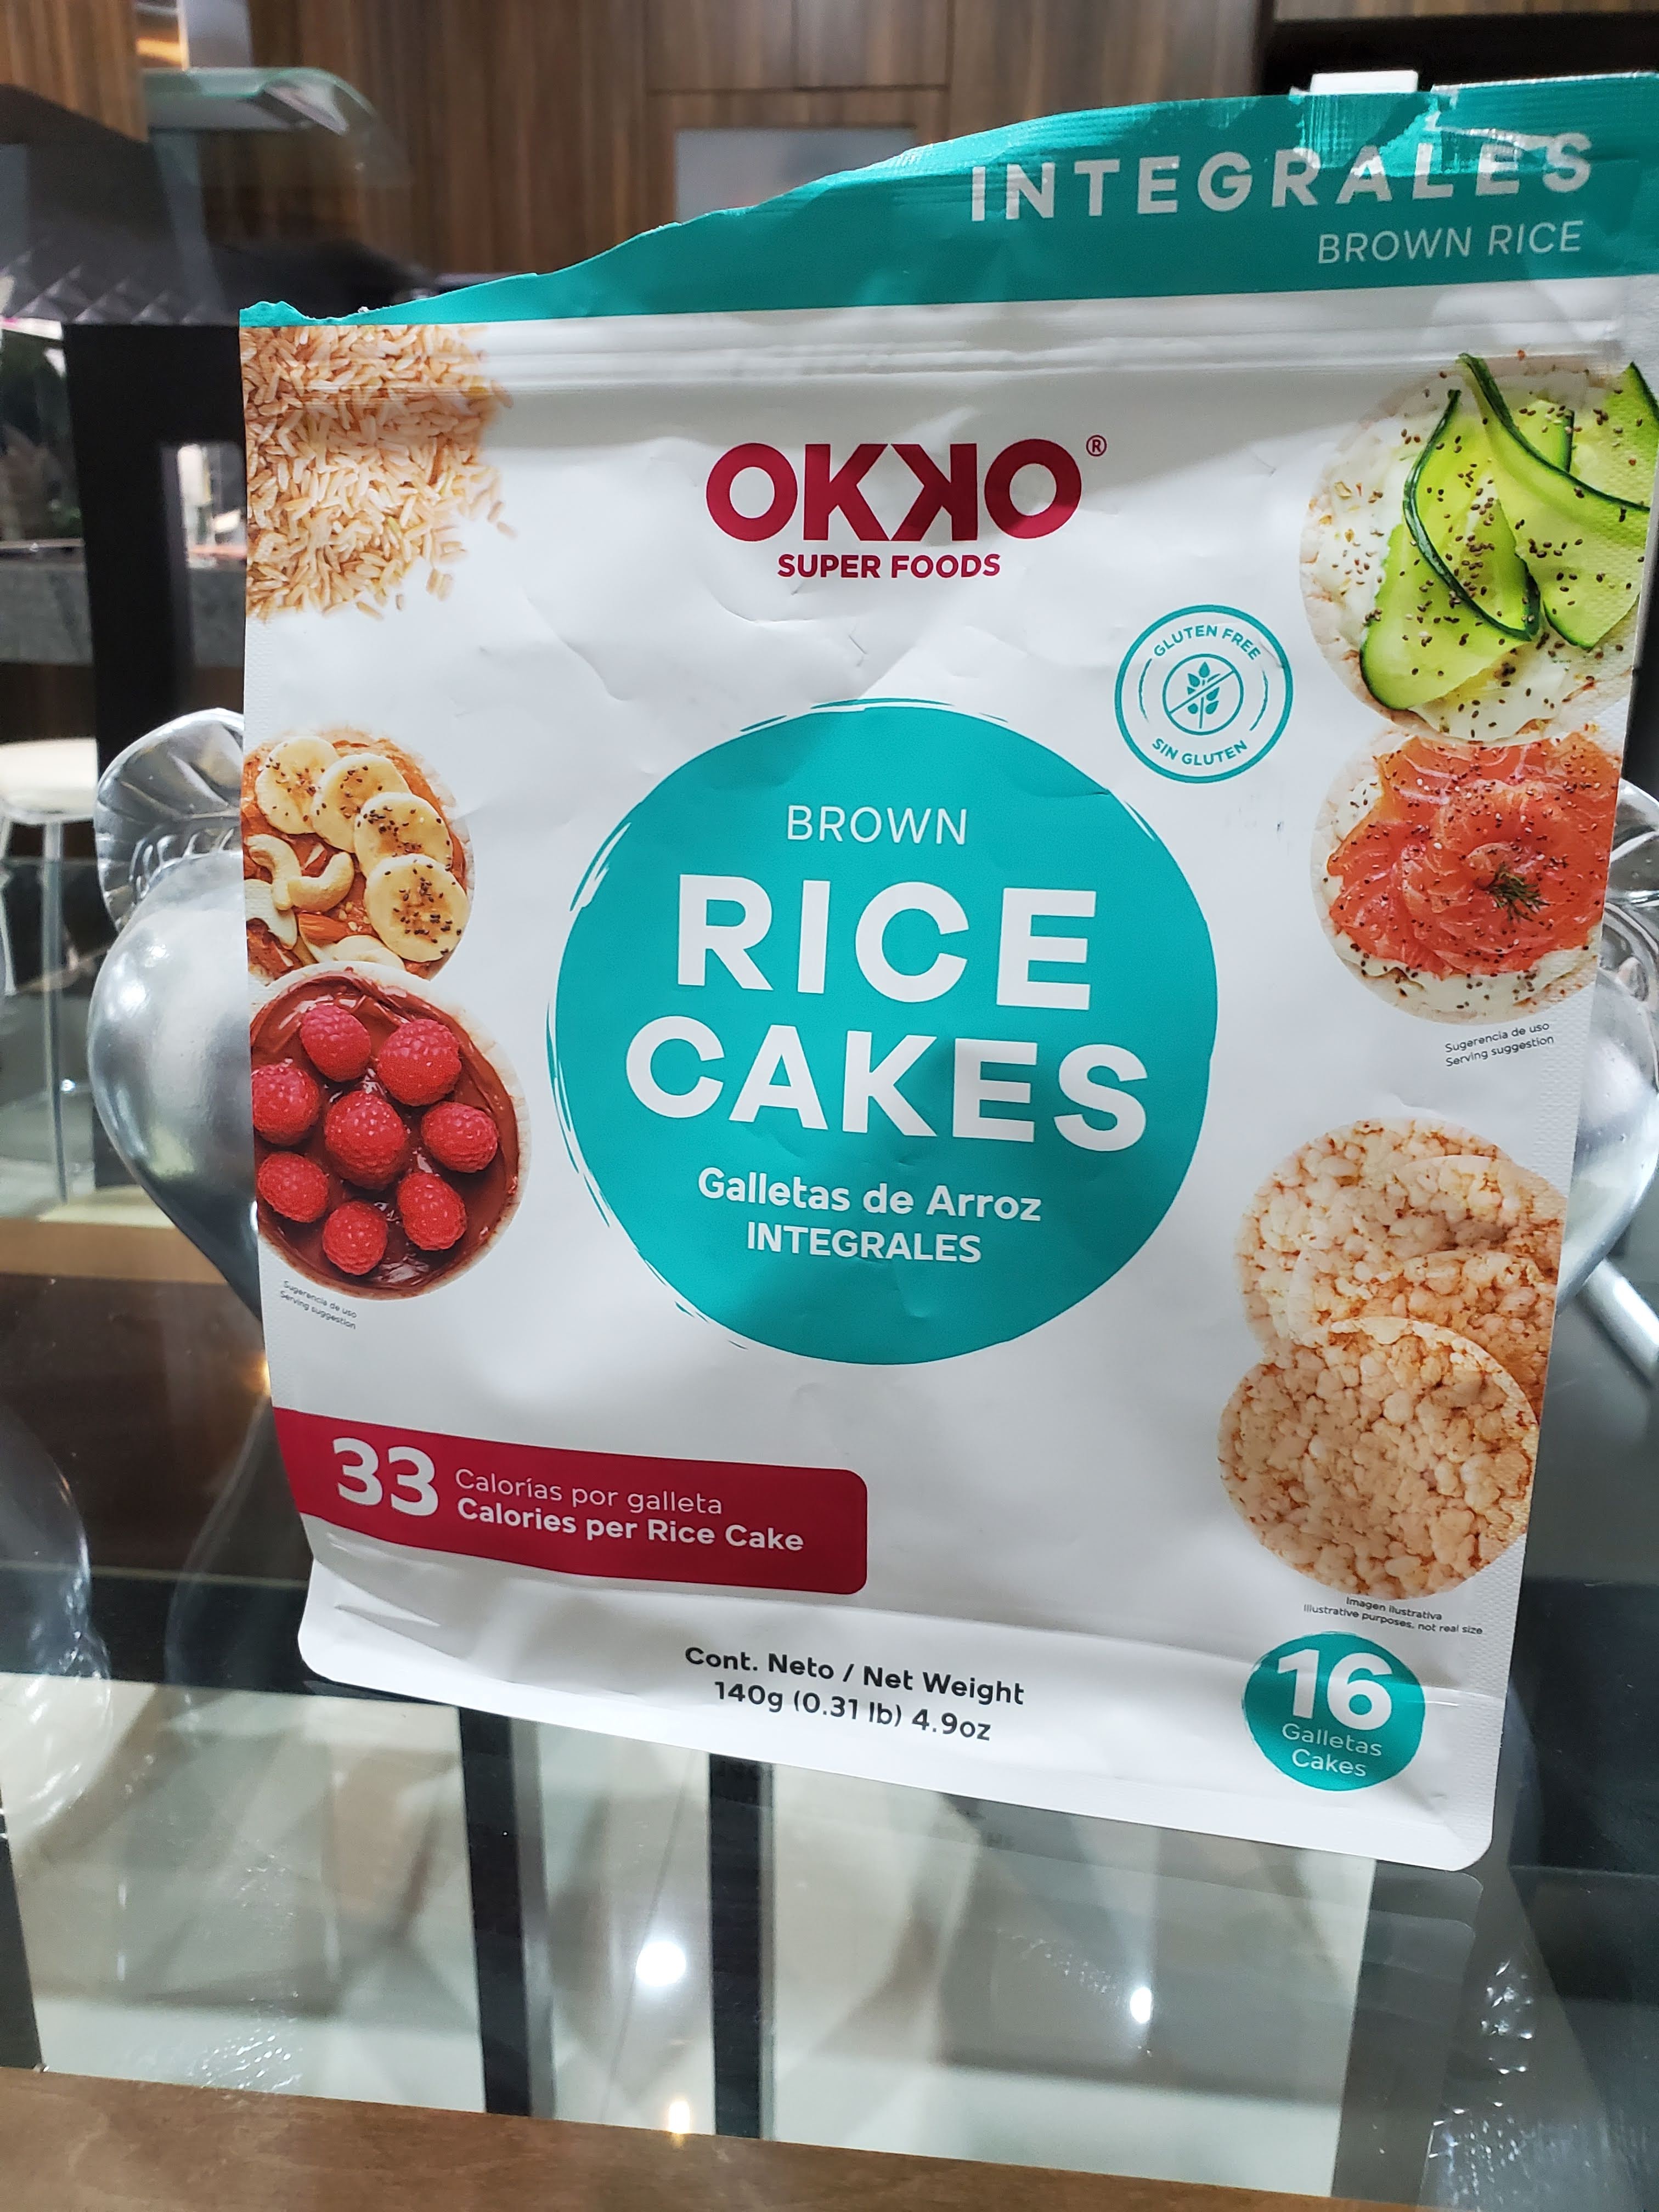 INTEGRALES
BROWN RICE
OKKO®
SUPER FOODS
GLUTEN FREE
SIN GLUTEN
BROWN
RICE
CAKES
Galletas de Arroz
INTEGRALES
Sugerencia de uso
Serving suggestion
Sugerencia de uso
Serving suggestion
33
Calorías por galleta
Calories per Rice Cake
Imagen ilustrativa
Illustrative purposes, not real size
Cont. Neto / Net Weight
140g (0.31 lb) 4.9oz
16
Galletas
Cakes